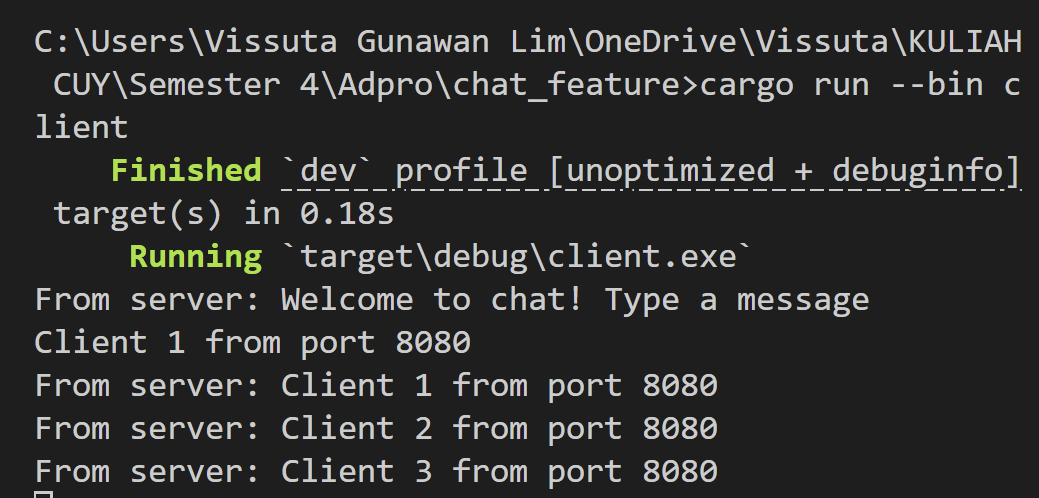 C:\Users\Vissuta Gunawan Lim\OneDrive\Vissuta\KULIAH
CUY\Semester 4\Adpro\chat_feature>cargo run --bin c
lient
Finished `dev` profile [unoptimized + debuginfo]
target(s) in 0.18s
Running `target\debug\client.exe`
From server: Welcome to chat! Type a message
Client 1 from port 8080
From server: Client 1 from port 8080
From server: Client 2 from port 8080
From server: Client 3 from port 8080